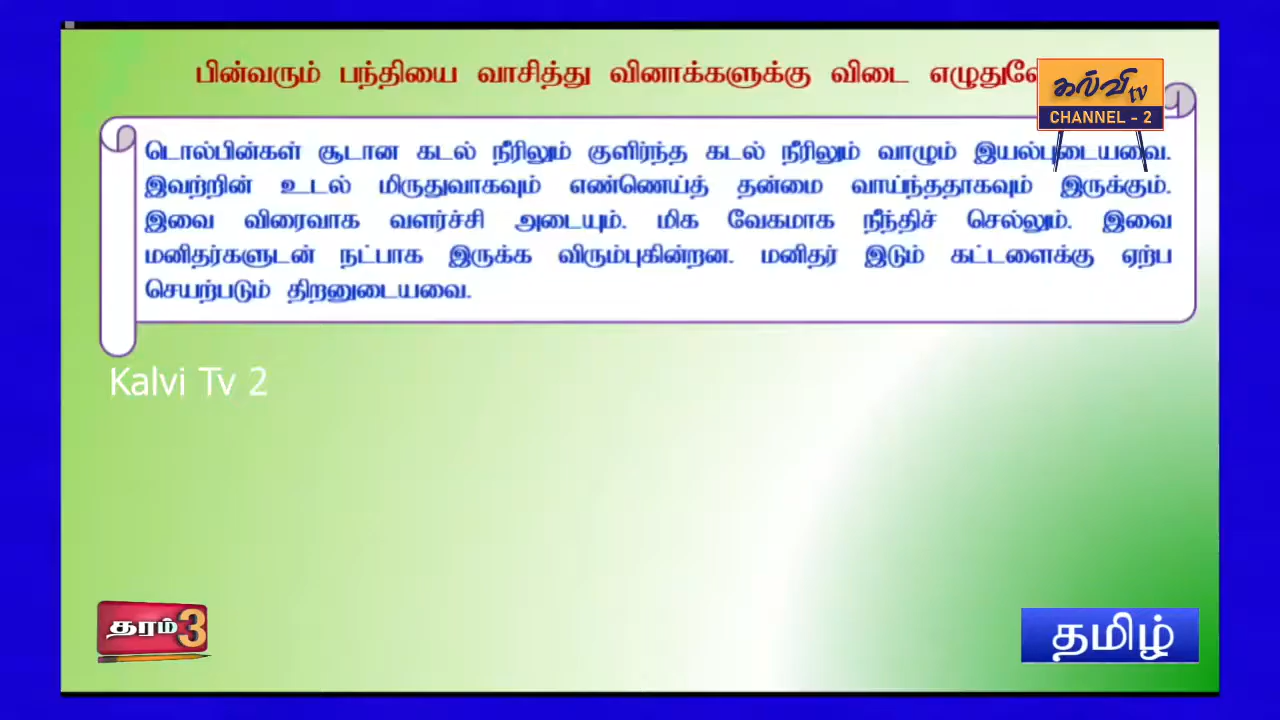 பின்வரும் பந்தியை வாசித்து வினாக்களுக்கு விடை
கல்வி tv
CHANNEL - 2
டொல்பின்கள் சூடான கடல் நீரிலும் குளிர்ந்த கடல் நீரிலும் வாழும் இயல்புடையவை.
இவற்றின் உடல் மிருதுவாகவும் எண்ணெய்த் தன்மை வாய்ந்ததாகவும் இருக்கும்.
இவை விரைவாக வளர்ச்சி அடையும். மிக வேகமாக நீந்திச் செல்லும். இவை
மனிதர்களுடன் நட்பாக இருக்க விரும்புகின்றன. மனிதர் இடும் கட்டளைக்கு ஏற்ப
செயற்படும் திறனுடையவை.
Kalvi Tv 2
தரம் 3
தமிழ்